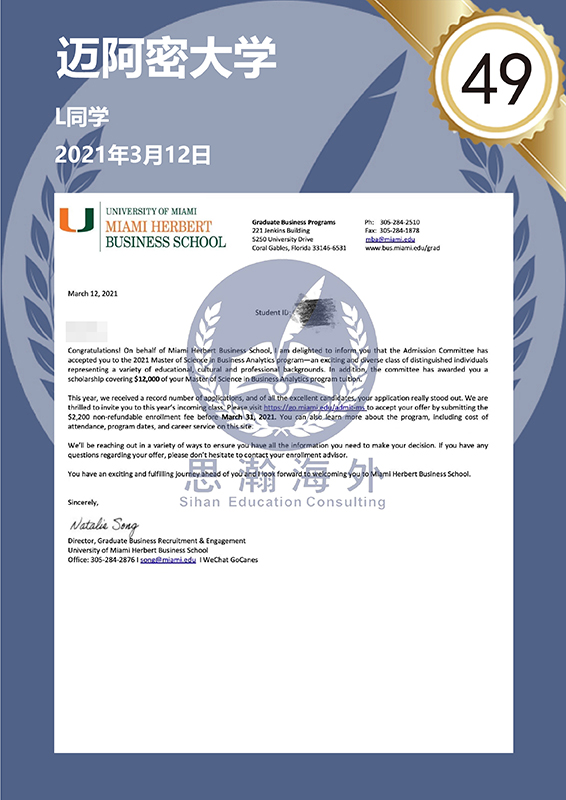 迈阿密大学
49
L同学
2021年3月12日
UNIVERSITY OF MIAMI
MIAMI HERBERT
BUSINESS SCHOOL
Graduate Business Programs
221 Jenkins Building
5250 University Drive
Coral Gables, Florida 33146-6531
Ph: 305-284-2510
Fax: 305-284-1878
mba@miami.edu
www.bus.miami.edu/grad
March 12, 2021
Student ID:
Congratulations! On behalf of Miami Herbert Business School, I am delighted to inform you that the Admission Committee has
accepted you to the 2021 Master of Science in Business Analytics program—an exciting and diverse class of distinguished individuals
representing a variety of educational, cultural and professional backgrounds. In addition, the committee has awarded you a
scholarship covering $12,000 of your Master of Science in Business Analytics program tuition.
This year, we received a record number of applications, and of all the excellent candidates, your application really stood out. We are
thrilled to invite you to this year's incoming class. Please visit https://go.miami.edu/admit-ms to accept your offer by submitting the
$2,200 non-refundable enrollment fee before March 31, 2021. You can also learn more about the program, including cost of
attendance, program dates, and career service on this site.
We'll be reaching out in a variety of ways to ensure you have all the information you need to make your decision. If you have any
questions regarding your offer, please don't hesitate to contact your enrollment advisor.
You have an exciting and fulfilling journey ahead of you and I look forward to welcoming you to Miami Herbert Business School.
思瀚海外
Sihan Education Consulting
Sincerely,
Natalie Song
Director, Graduate Business Recruitment & Engagement
University of Miami Herbert Business School
Office: 305-284-2876 I song@miami.edu I WeChat GoCanes